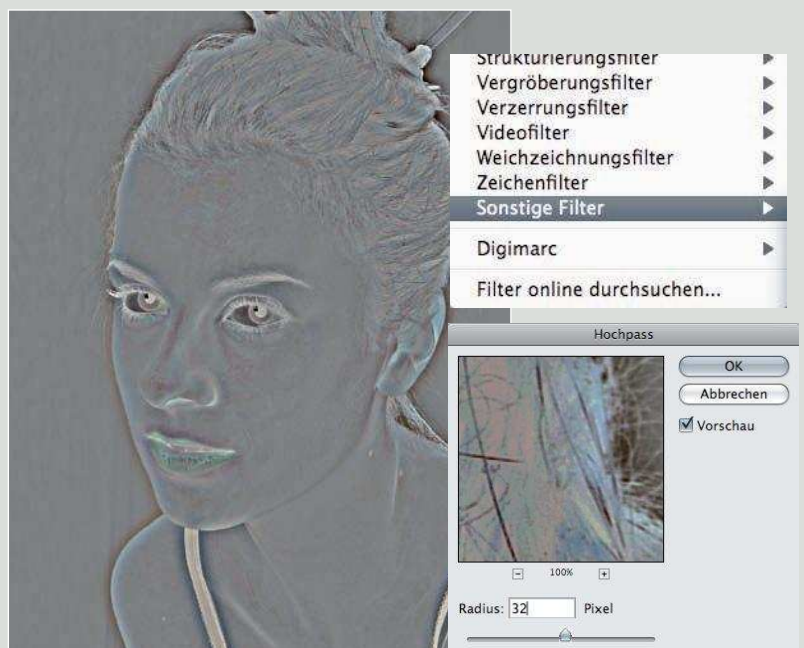 Strukturierungsfilter
Vergröberungsfilter
Verzerrungsfilter
Videofilter
Weichzeichnungsfilter
Zeichenfilter
Sonstige Filter
Digimarc
Filter online durchsuchen...
Hochpass
OK
Abbrechen
Vorschau
100%
Radius: 32 Pixel